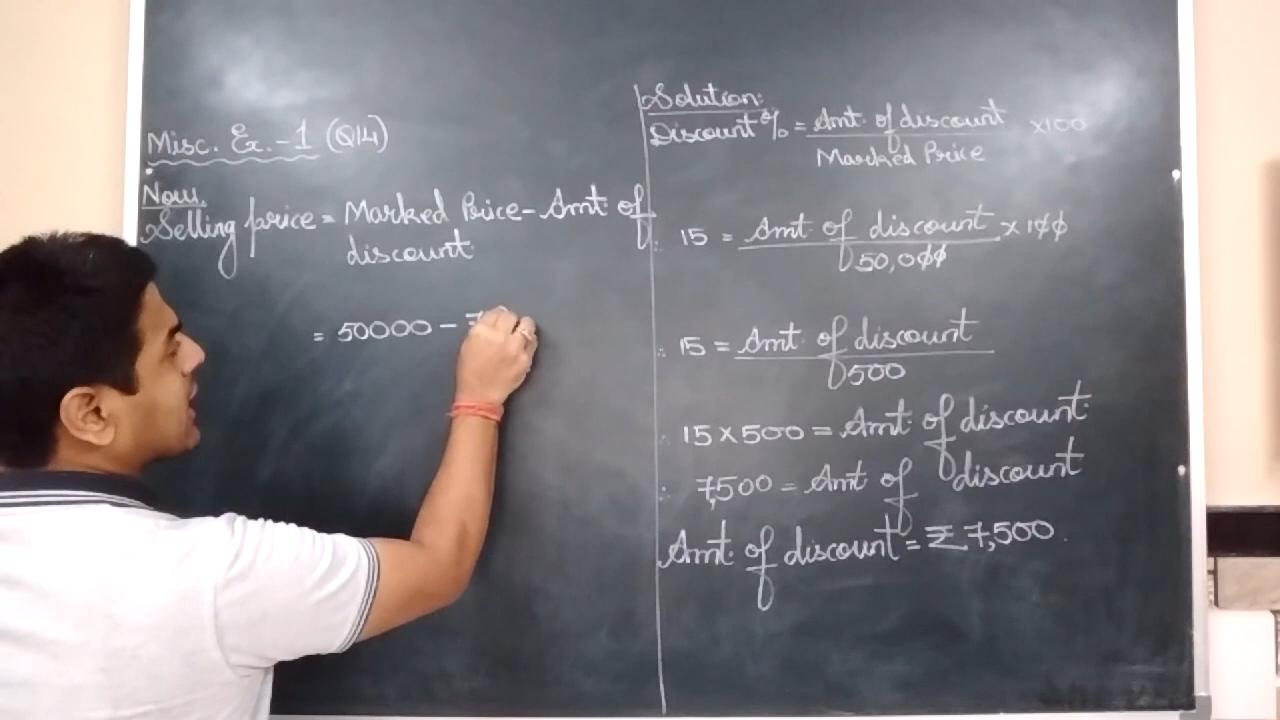 Misc. Ex.-1 (Q14)
Now,
Selling price = Marked Price - Amt of
discount
= 50000 - 7
Solution:
Discount % = Amt. of discount × 100
Marked Price
∴ 15 = Amt of discount × 100
50,000
∴ 15 = Amt. of discount
500
∴ 15 × 500 = Amt. of discount
∴ 7,500 = Amt of discount
Amt. of discount = ₹ 7,500